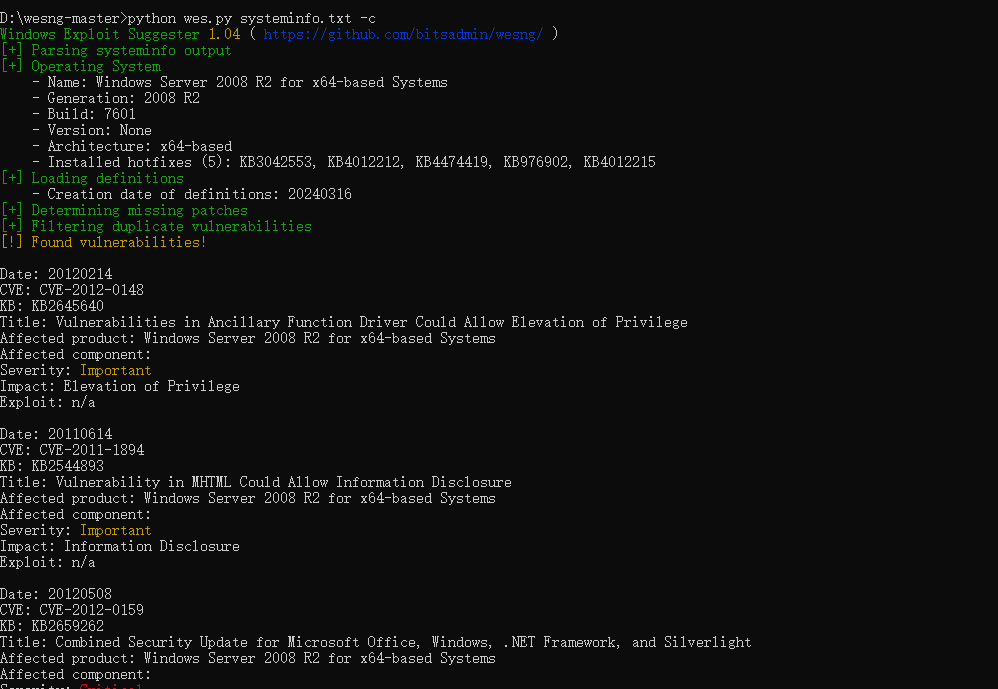 D:\wesng-master>python wes.py systeminfo.txt -c
Windows Exploit Suggester 1.04 ( https://github.com/bitsadmin/wesng/ )
[+] Parsing systeminfo output
[+] Operating System
    - Name: Windows Server 2008 R2 for x64-based Systems
    - Generation: 2008 R2
    - Build: 7601
    - Version: None
    - Architecture: x64-based
    - Installed hotfixes (5): KB3042553, KB4012212, KB4474419, KB976902, KB4012215
[+] Loading definitions
    - Creation date of definitions: 20240316
[+] Determining missing patches
[+] Filtering duplicate vulnerabilities
[!] Found vulnerabilities!
Date: 20120214
CVE: CVE-2012-0148
KB: KB2645640
Title: Vulnerabilities in Ancillary Function Driver Could Allow Elevation of Privilege
Affected product: Windows Server 2008 R2 for x64-based Systems
Affected component:
Severity: Important
Impact: Elevation of Privilege
Exploit: n/a
Date: 20110614
CVE: CVE-2011-1894
KB: KB2544893
Title: Vulnerability in MHTML Could Allow Information Disclosure
Affected product: Windows Server 2008 R2 for x64-based Systems
Affected component:
Severity: Important
Impact: Information Disclosure
Exploit: n/a
Date: 20120508
CVE: CVE-2012-0159
KB: KB2659262
Title: Combined Security Update for Microsoft Office, Windows, .NET Framework, and Silverlight
Affected product: Windows Server 2008 R2 for x64-based Systems
Affected component:
Severity: Critical